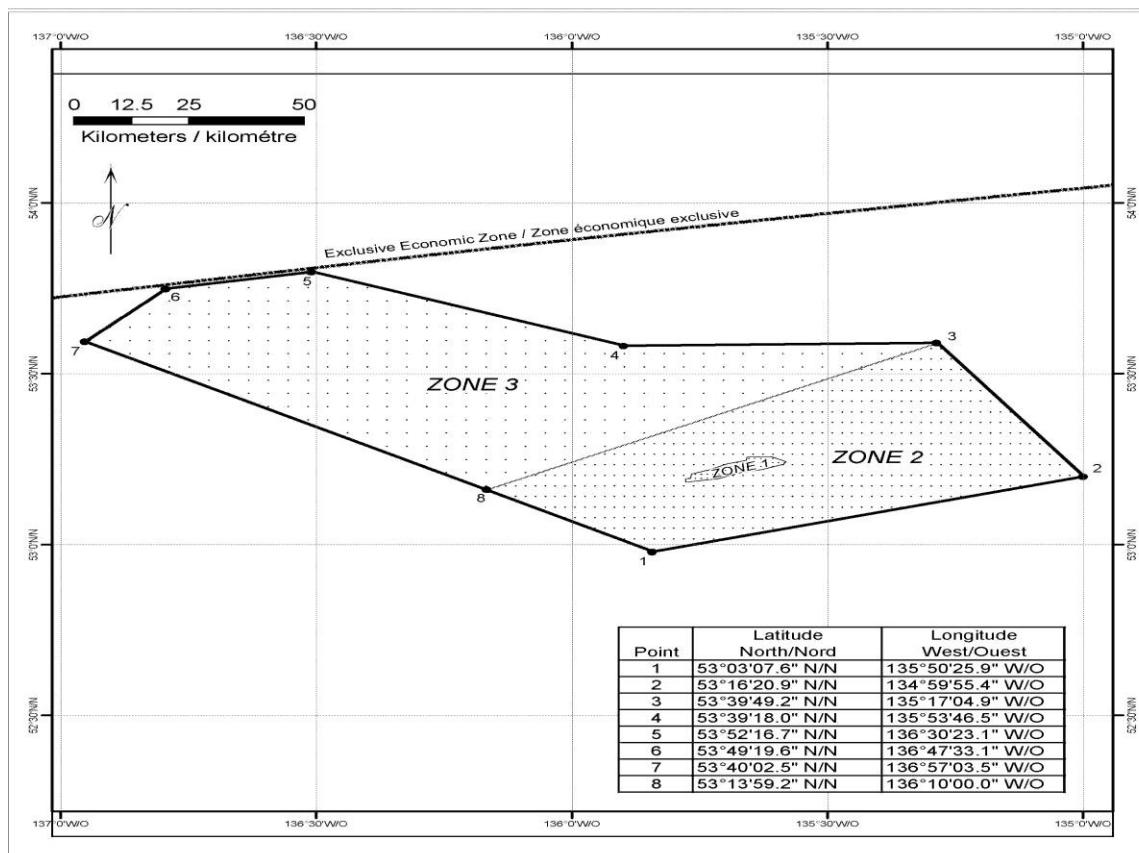 137°0'W/O 136°30'W/O 136°0'W/O 135°30'W/O 135°0'W/O
0 12.5 25 50
Kilometers / kilométre
N
54°0'N/N 54°0'N/N
Exclusive Economic Zone / Zone économique exclusive
5
6
7
4
3
53°30'N/N 53°30'N/N
ZONE 3
ZONE 1
ZONE 2
2
8
1
53°0'N/N 53°0'N/N
Point Latitude North/Nord Longitude West/Ouest
1 53°03'07.6" N/N 135°50'25.9" W/O
2 53°16'20.9" N/N 134°59'55.4" W/O
3 53°39'49.2" N/N 135°17'04.9" W/O
4 53°39'18.0" N/N 135°53'46.5" W/O
5 53°52'16.7" N/N 136°30'23.1" W/O
6 53°49'19.6" N/N 136°47'33.1" W/O
7 53°40'02.5" N/N 136°57'03.5" W/O
8 53°13'59.2" N/N 136°10'00.0" W/O
52°30'N/N 52°30'N/N
137°0'W/O 136°30'W/O 136°0'W/O 135°30'W/O 135°0'W/O